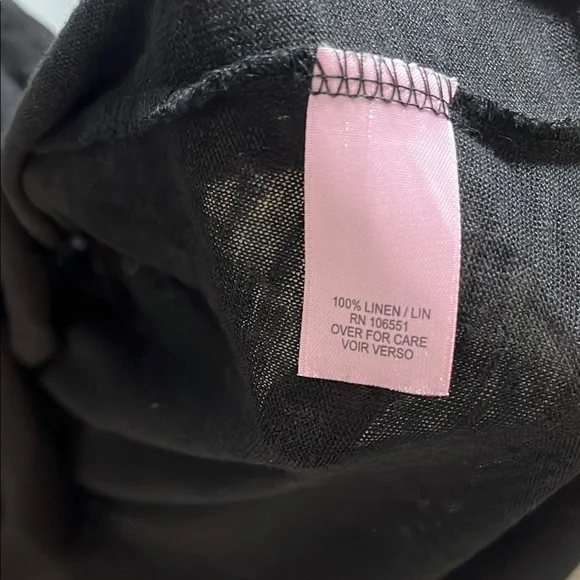 100% LINEN / LIN
RN 106551
OVER FOR CARE
VOIR VERSO